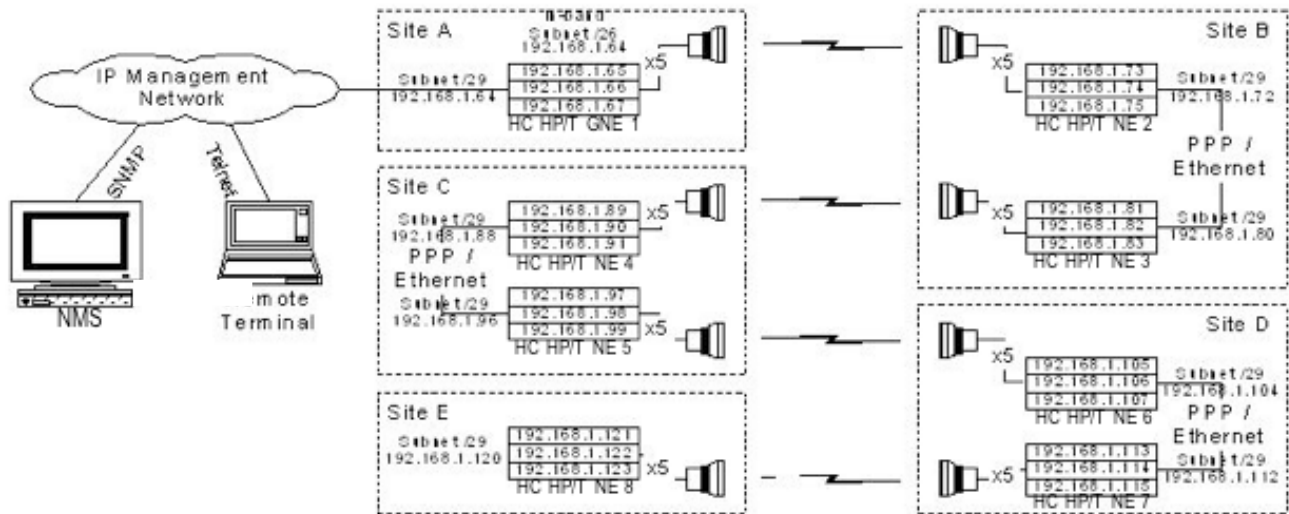 Site A
In-band
Subnet/26
192.168.1.64
x5
Subnet/29
192.168.1.64
192.168.1.65
192.168.1.66
192.168.1.67
HC HP/T GNE 1
IP Management
Network
SNMP
Telnet
NMS
emote
Terminal
Site B
x5
192.168.1.73
192.168.1.74
192.168.1.75
HC HP/T NE 2
Subnet/29
192.168.1.72
PPP /
Ethernet
x5
192.168.1.81
192.168.1.82
192.168.1.83
HC HP/T NE 3
Subnet/29
192.168.1.80
Site C
Subnet/29
192.168.1.88
192.168.1.89
192.168.1.90
192.168.1.91
HC HP/T NE 4
x5
PPP /
Ethernet
Subnet/29
192.168.1.96
192.168.1.97
192.168.1.98
192.168.1.99
HC HP/T NE 5
x5
Site D
x5
192.168.1.105
192.168.1.106
192.168.1.107
HC HP/T NE 6
Subnet/29
192.168.1.104
PPP /
Ethernet
x5
192.168.1.113
192.168.1.114
192.168.1.115
HC HP/T NE 7
Subnet/29
192.168.1.112
Site E
Subnet/29
192.168.1.120
192.168.1.121
192.168.1.122
192.168.1.123
HC HP/T NE 8
x5